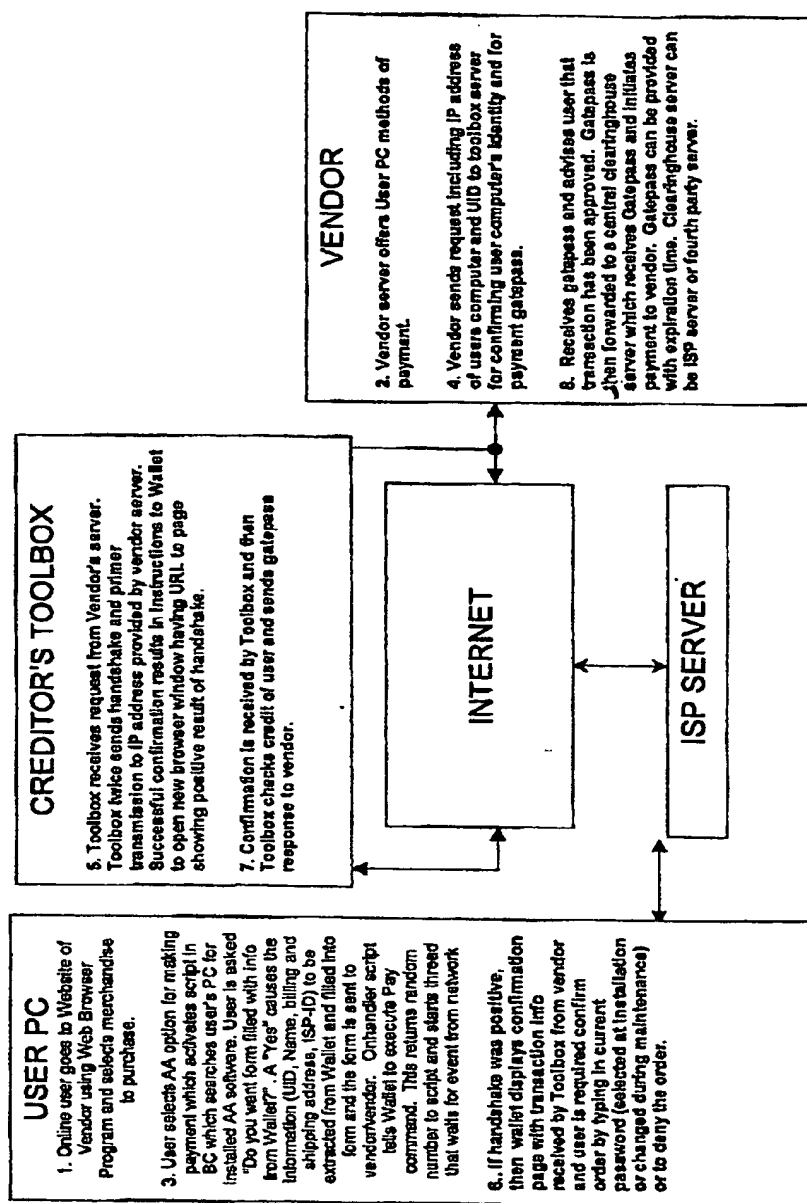 USER PC
1. Online user goes to Website of
Vendor using Web Browser
Program and selects merchandise
to purchase.
3. User selects AA option for making
payment which activates script in
BC which searches user's PC for
installed AA software. User is asked
"Do you want form filled with info
from Wallet?". A "Yes" causes the
information (UID, Name, billing and
shipping address, ISP-ID) to be
extracted from Wallet and filled into
form and the form is sent to
vendor/vendor. Onhandler script
tells Wallet to execute Pay
command. This returns random
number to script and starts thread
that waits for event from network
6. If handshake was positive,
then wallet displays confirmation
page with transaction info
received by Toolbox from vendor
and user is required confirm
order by typing in current
password (selected at installation
or changed during maintenance)
or to deny the order.
CREDITOR'S TOOLBOX
5. Toolbox receives request from Vendor's server.
Toolbox twice sends handshake and primer
transmission to IP address provided by vendor server.
Successful confirmation results in instructions to Wallet
to open new browser window having URL to page
showing positive result of handshake.
7. Confirmation is received by Toolbox and then
Toolbox checks credit of user and sends gatepass
response to vendor.
INTERNET
ISP SERVER
VENDOR
2. Vendor server offers User PC methods of
payment.
4. Vendor sends request including IP address
of users computer and UID to toolbox server
for confirming user computer's identity and for
payment gatepass.
8. Receives gatepass and advises user that
transaction has been approved. Gatepass is
then forwarded to a central clearinghouse
server which receives Gatepass and initiates
payment to vendor. Gatepass can be provided
with expiration time. Clearinghouse server can
be ISP server or fourth party server.